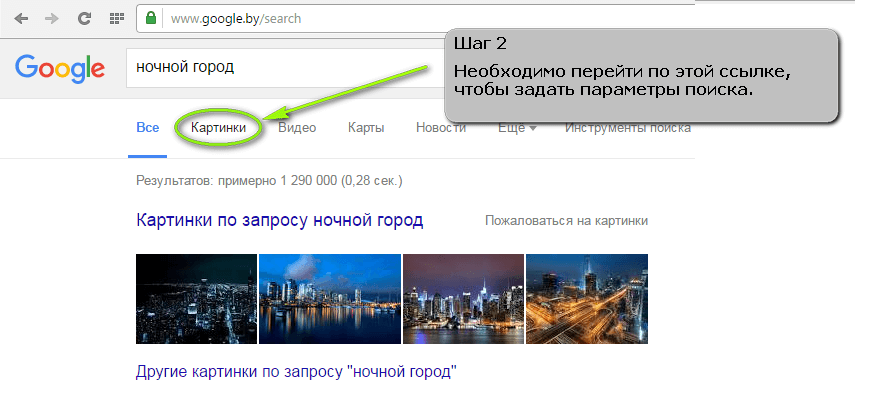 www.google.by/search
Google
ночной город
Шаг 2
Необходимо перейти по этой ссылке,
чтобы задать параметры поиска.
Все Картинки Видео Карты Новости Ещё Инструменты поиска
Результатов: примерно 1 290 000 (0,28 сек.)
Картинки по запросу ночной город Пожаловаться на картинки
Другие картинки по запросу "ночной город"